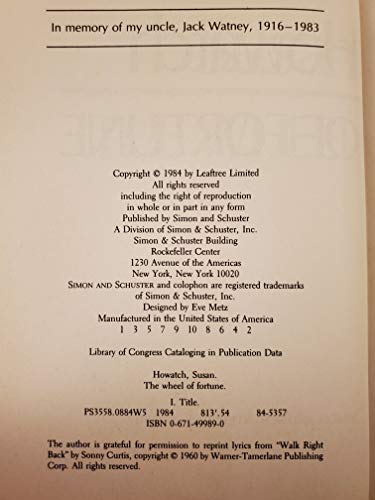 In memory of my uncle, Jack Watney, 1916–1983
Copyright © 1984 by Leaftree Limited
All rights reserved
including the right of reproduction
in whole or in part in any form
Published by Simon and Schuster
A Division of Simon & Schuster, Inc.
Simon & Schuster Building
Rockefeller Center
1230 Avenue of the Americas
New York, New York 10020
SIMON AND SCHUSTER and colophon are registered trademarks
of Simon & Schuster, Inc.
Designed by Eve Metz
Manufactured in the United States of America
1 3 5 7 9 10 8 6 4 2
Library of Congress Cataloging in Publication Data
Howatch, Susan.
The wheel of fortune.
I. Title.
PS3558.O884W5 1984 813'.54 84-5357
ISBN 0-671-49989-0
The author is grateful for permission to reprint lyrics from "Walk Right
Back" by Sonny Curtis, copyright © 1960 by Warner-Tamerlane Publishing
Corp. All rights reserved.